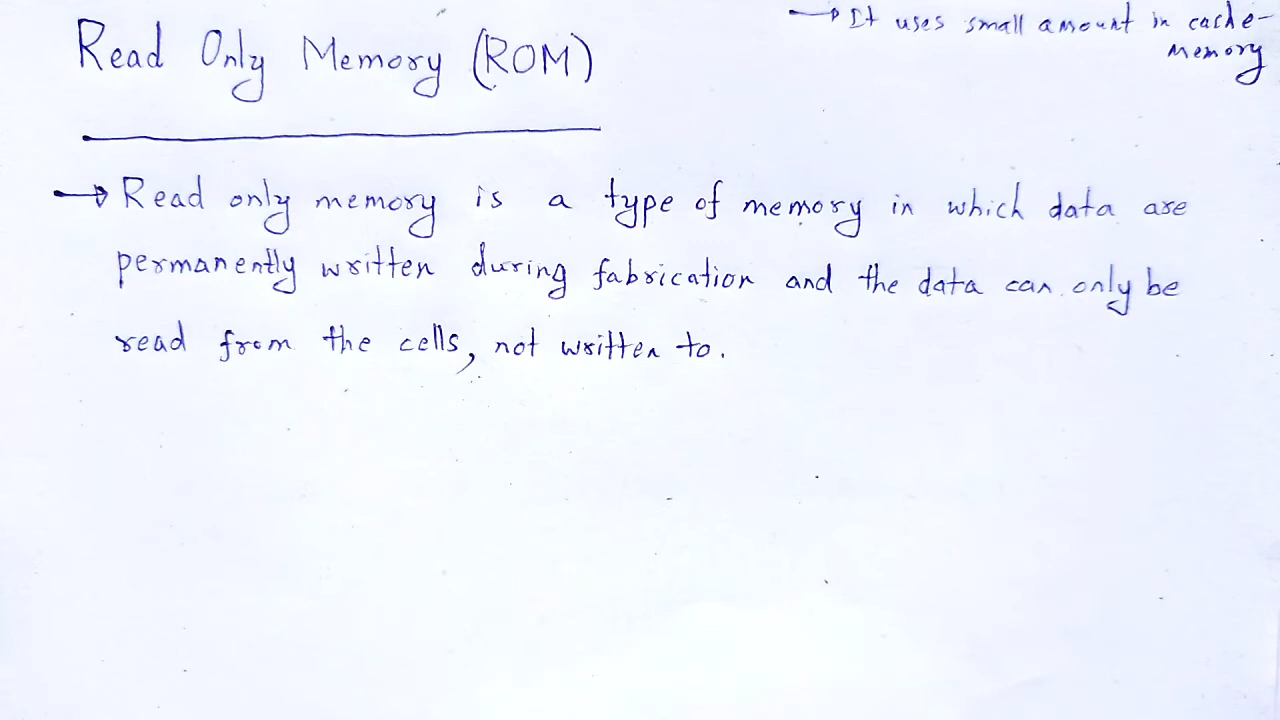 → It uses small amount in cache-
memory
Read Only Memory (ROM)
→ Read only memory is a type of memory in which data are
permanently written during fabrication and the data can only be
read from the cells, not written to.